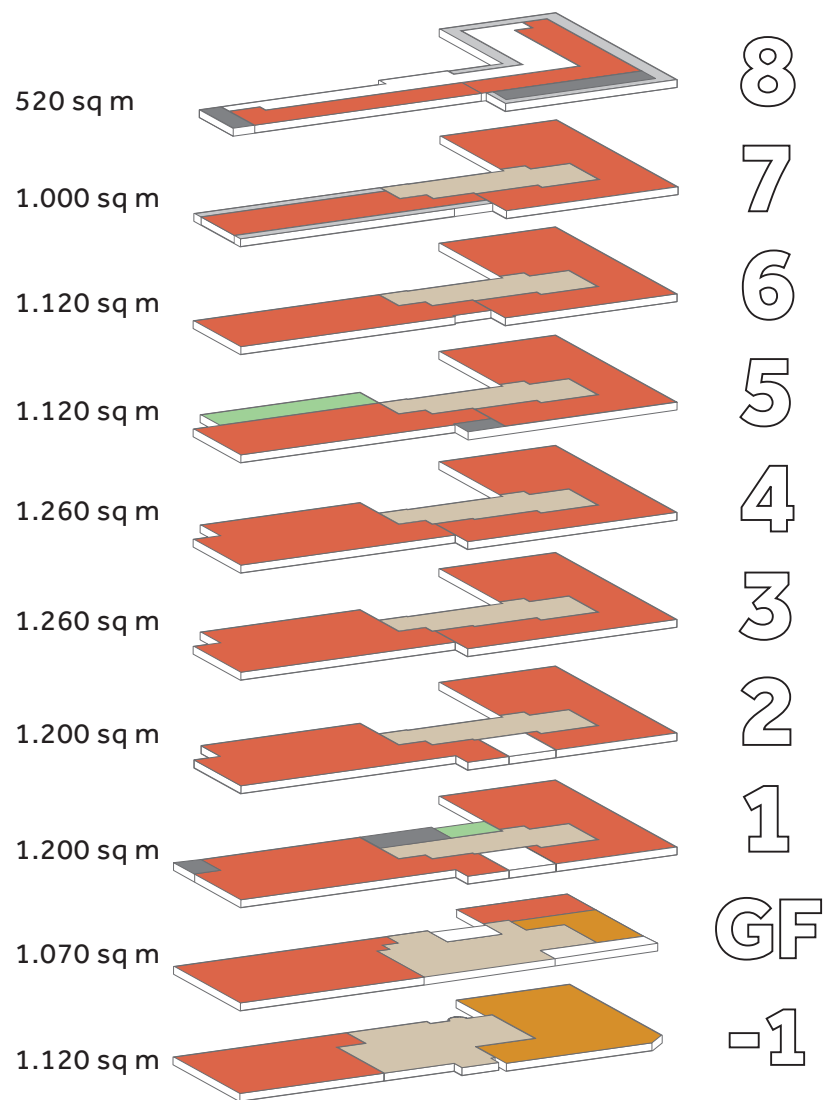 520 sq m 8
1.000 sq m 7
1.120 sq m 6
1.120 sq m 5
1.260 sq m 4
1.260 sq m 3
1.200 sq m 2
1.200 sq m 1
1.070 sq m GF
1.120 sq m -1